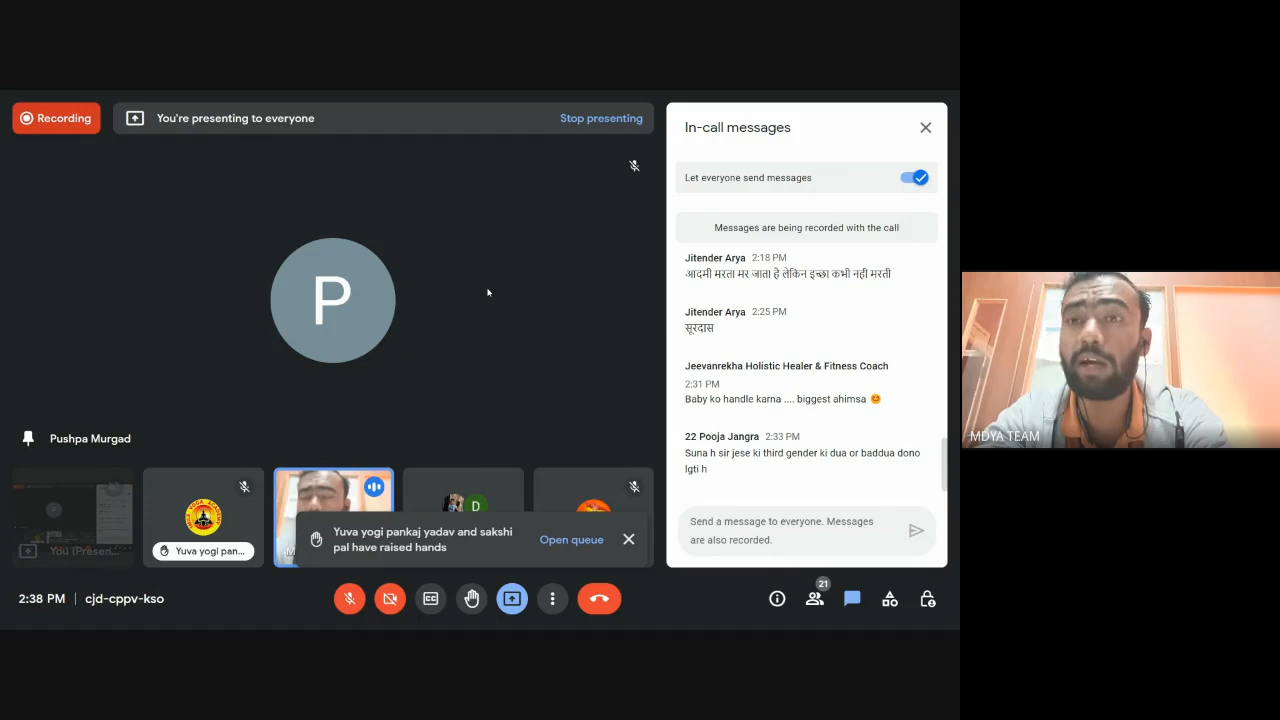 Recording
You're presenting to everyone
Stop presenting
P
Pushpa Murgad
You (Presen...
Yuva yogi pan...
D
Yuva yogi pankaj yadav and sakshi
pal have raised hands
Open queue
2:38 PM | cjd-cppv-kso
CC
21
In-call messages
Let everyone send messages
Messages are being recorded with the call
Jitender Arya 2:18 PM
आदमी मरता मर जाता हे लेकिन इच्छा कभी नही मरती
Jitender Arya 2:25 PM
सूरदास
Jeevanrekha Holistic Healer & Fitness Coach
2:31 PM
Baby ko handle karna .... biggest ahimsa 😊
22 Pooja Jangra 2:33 PM
Suna h sir jese ki third gender ki dua or baddua dono
lgti h
Send a message to everyone. Messages
are also recorded.
MDYA TEAM